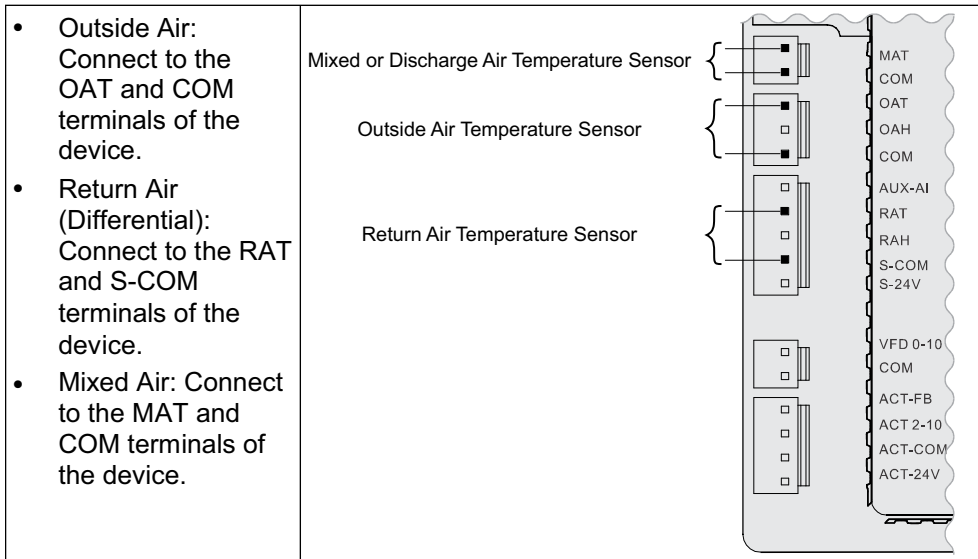 • Outside Air:
Connect to the
OAT and COM
terminals of the
device.
• Return Air
(Differential):
Connect to the RAT
and S-COM
terminals of the
device.
• Mixed Air: Connect
to the MAT and
COM terminals of
the device.
Mixed or Discharge Air Temperature Sensor
Outside Air Temperature Sensor
Return Air Temperature Sensor
MAT
COM
OAT
OAH
COM
AUX-AI
RAT
RAH
S-COM
S-24V
VFD 0-10
COM
ACT-FB
ACT 2-10
ACT-COM
ACT-24V